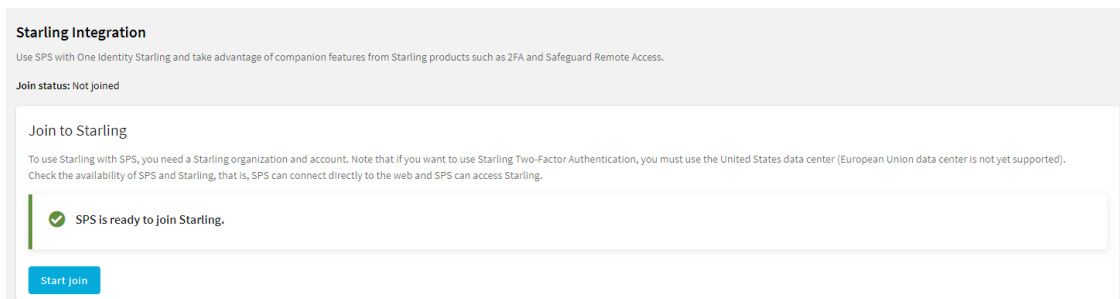 Starling Integration
Use SPS with One Identity Starling and take advantage of companion features from Starling products such as 2FA and Safeguard Remote Access.
Join status: Not joined
Join to Starling
To use Starling with SPS, you need a Starling organization and account. Note that if you want to use Starling Two-Factor Authentication, you must use the United States data center (European Union data center is not yet supported).
Check the availability of SPS and Starling, that is, SPS can connect directly to the web and SPS can access Starling.
SPS is ready to join Starling.
Start join